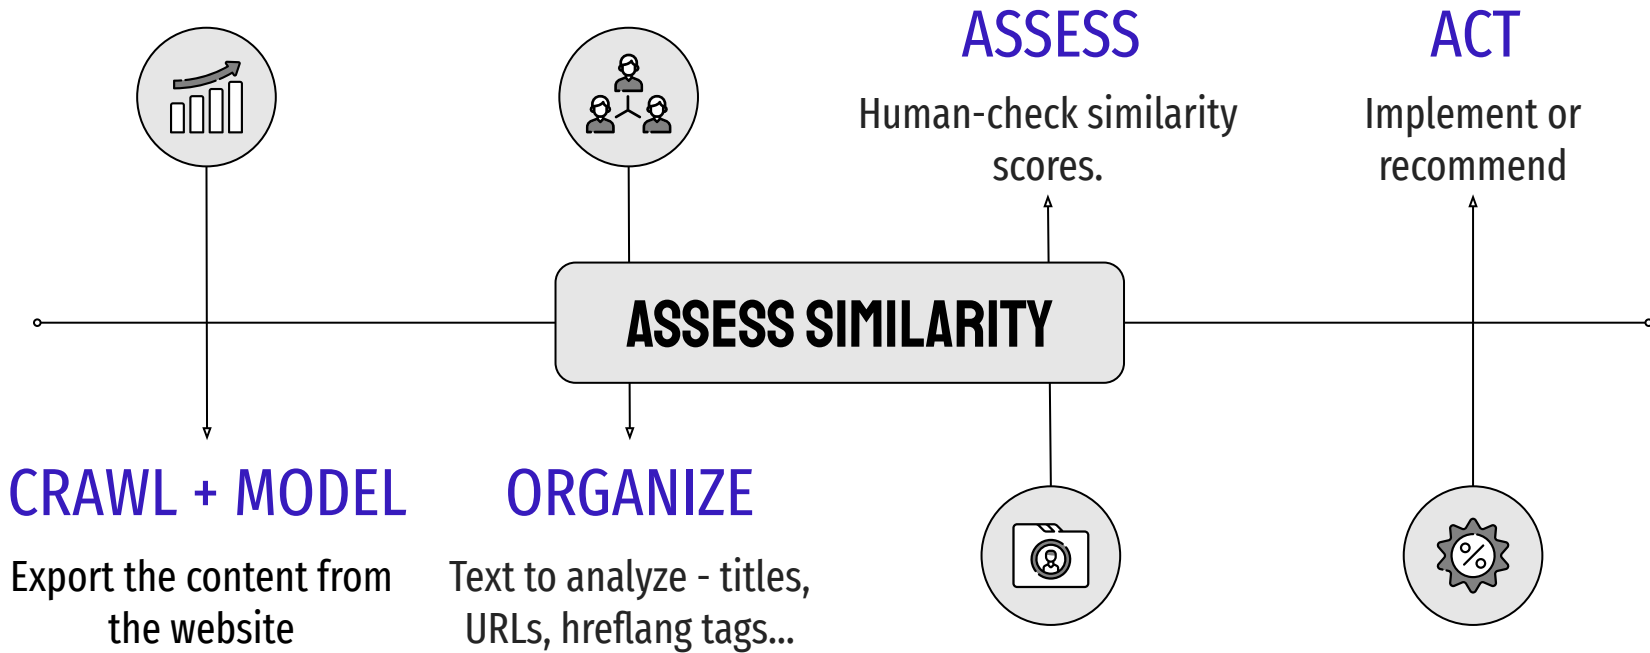 ASSESS
Human-check similarity
scores.
ACT
Implement or
recommend
ASSESS SIMILARITY
CRAWL + MODEL
Export the content from
the website
ORGANIZE
Text to analyze - titles,
URLs, hreflang tags...
%